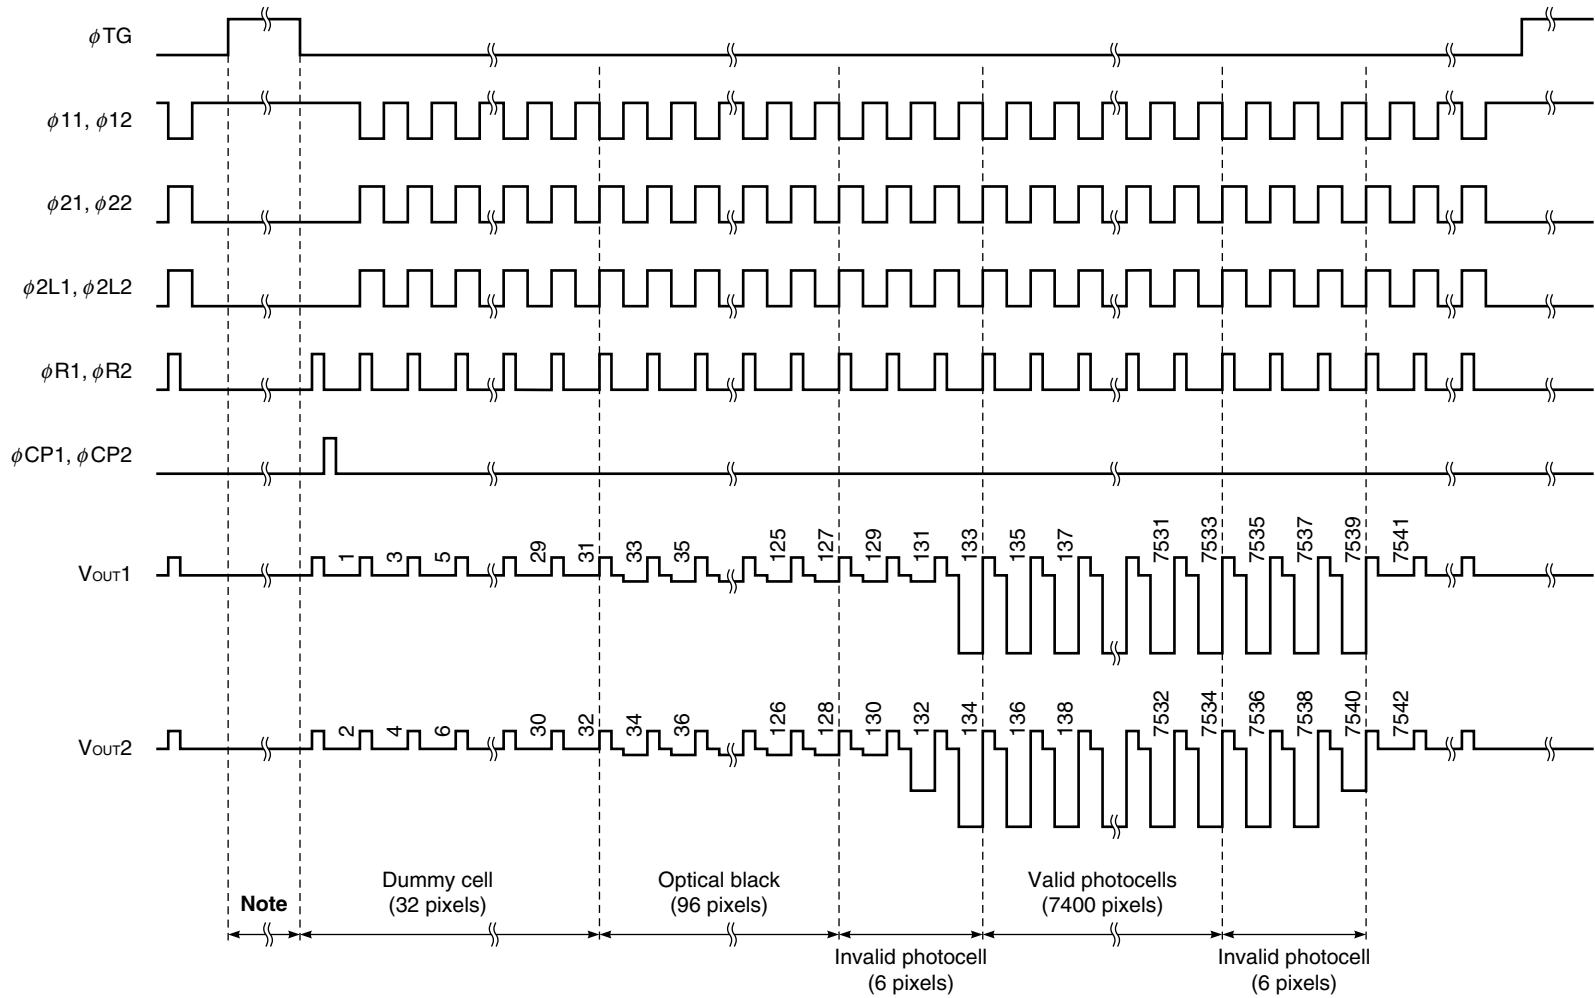 φTG
φ11, φ12
φ21, φ22
φ2L1, φ2L2
φR1, φR2
φCP1, φCP2
VOUT1
1 3 5 29 31 33 35 125 127 129 131 133 135 137 7531 7533 7535 7537 7539 7541
VOUT2
2 4 6 30 32 34 36 126 128 130 132 134 136 138 7532 7534 7536 7538 7540 7542
Note
Dummy cell
(32 pixels)
Optical black
(96 pixels)
Invalid photocell
(6 pixels)
Valid photocells
(7400 pixels)
Invalid photocell
(6 pixels)